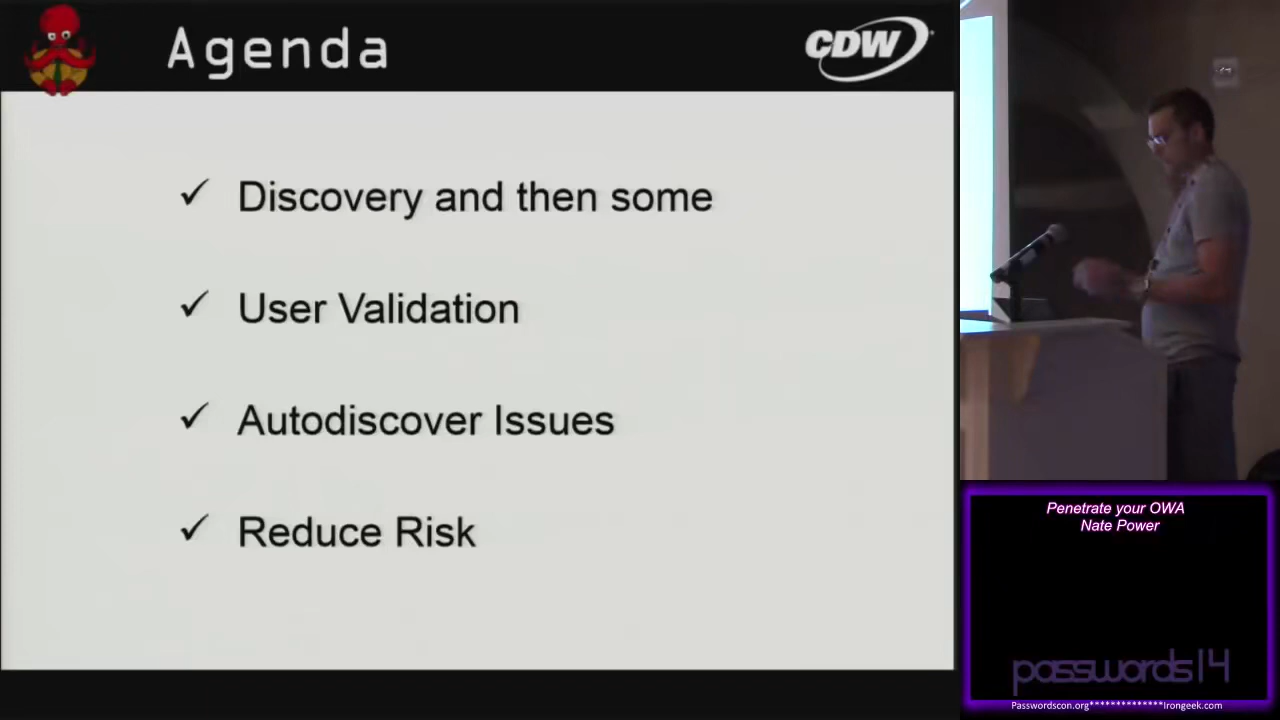 Agenda
CDW
Discovery and then some
User Validation
Autodiscover Issues
Reduce Risk
Penetrate your OWA
Nate Power
passwords14
Passwordscon.org**************Irongeek.com